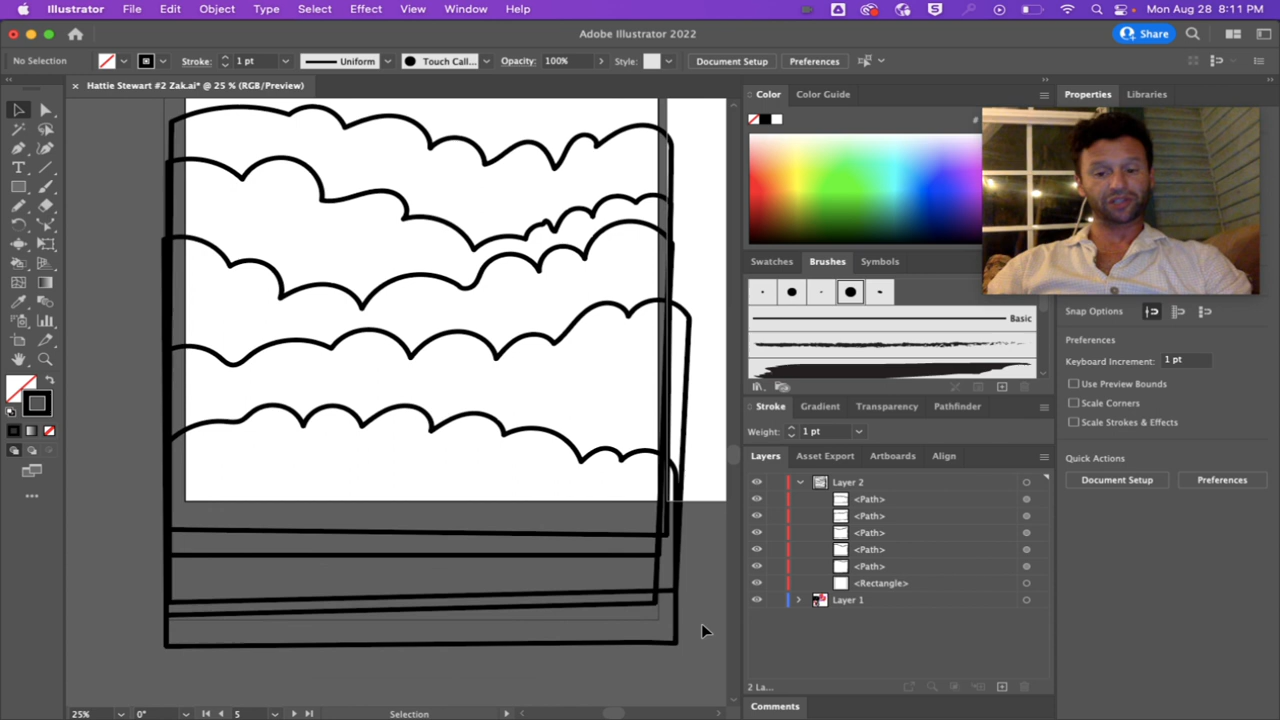 Illustrator File Edit Object Type Select Effect View Window Help Mon Aug 28 8:11 PM
Adobe Illustrator 2022
Share
No Selection Stroke: 1 pt Uniform Touch Call... Opacity: 100% Style: Document Setup Preferences
Hattie Stewart #2 Zak.ai* @ 25 % (RGB/Preview)
Color Color Guide
#
Properties Libraries
Swatches Brushes Symbols
Basic
Snap Options
Preferences
Keyboard Increment: 1 pt
Use Preview Bounds
Scale Corners
Scale Strokes & Effects
Stroke Gradient Transparency Pathfinder
Weight: 1 pt
Layers Asset Export Artboards Align
Quick Actions
Document Setup Preferences
Layer 2
<Path>
<Path>
<Path>
<Path>
<Path>
<Rectangle>
Layer 1
2 La...
Comments
25% 0° 5 Selection